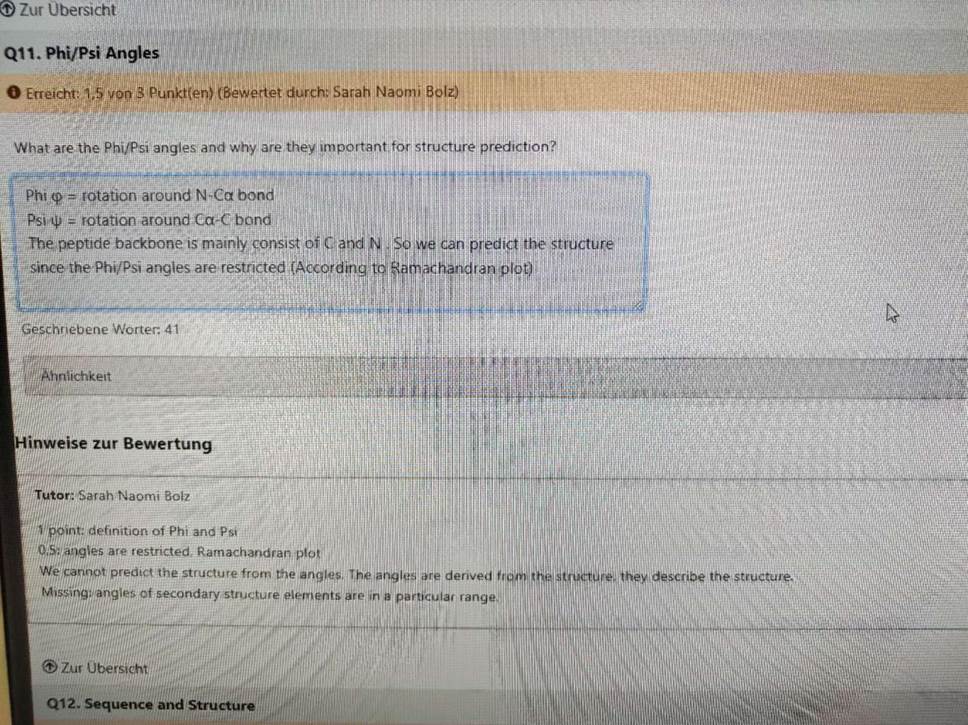 Zur Übersicht
Q11. Phi/Psi Angles
Erreicht: 1,5 von 3 Punkt(en) (Bewertet durch: Sarah Naomi Bolz)
What are the Phi/Psi angles and why are they important for structure prediction?
Phi φ = rotation around N-Cα bond
Psi ψ = rotation around Cα-C bond
The peptide backbone is mainly consist of C and N . So we can predict the structure
since the Phi/Psi angles are restricted (According to Ramachandran plot)
Geschriebene Wörter: 41
Ähnlichkeit
Hinweise zur Bewertung
Tutor: Sarah Naomi Bolz
1 point: definition of Phi and Psi
0,5: angles are restricted, Ramachandran plot
We cannot predict the structure from the angles. The angles are derived from the structure, they describe the structure.
Missing: angles of secondary structure elements are in a particular range.
Zur Übersicht
Q12. Sequence and Structure